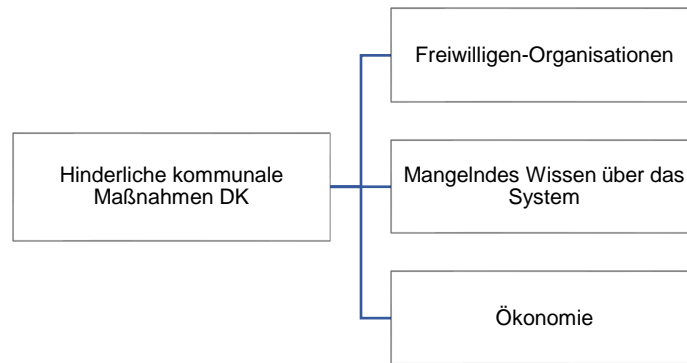 Freiwilligen-Organisationen
Hinderliche kommunale
Maßnahmen DK
Mangelndes Wissen über das
System
Ökonomie